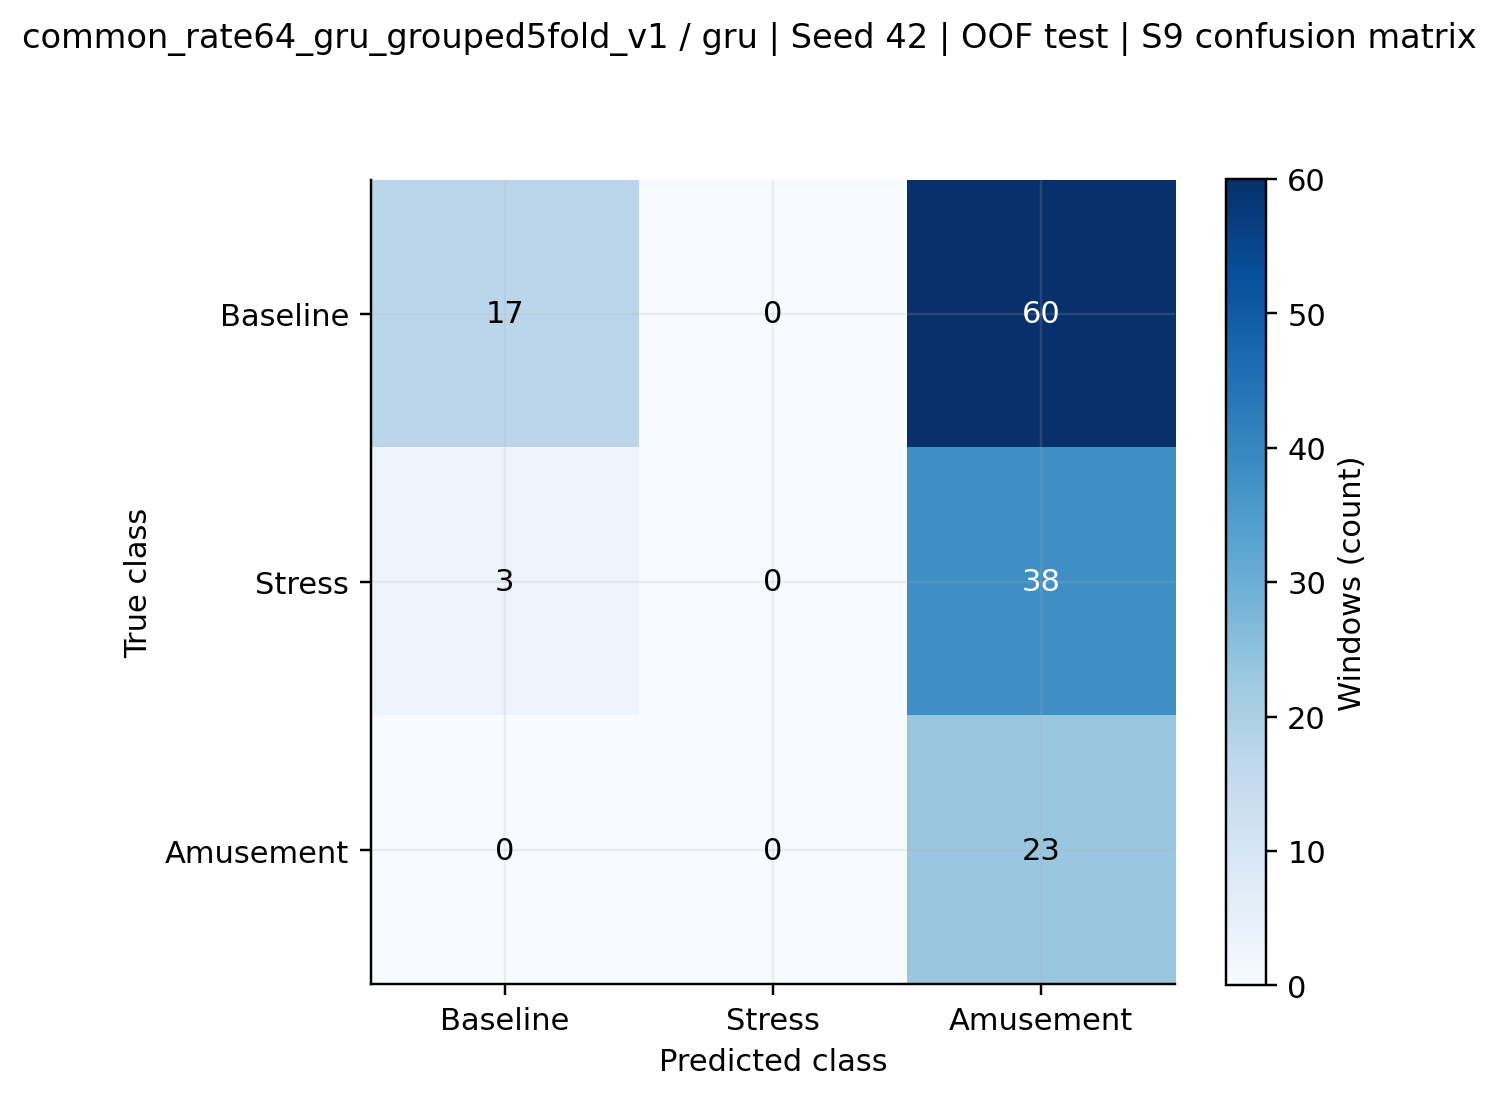 common_rate64_gru_grouped5fold_v1 / gru | Seed 42 | OOF test | S9 confusion matrix
60
50
40
30
20
10
0
Windows (count)
True class
Baseline 17 0 60
Stress 3 0 38
Amusement 0 0 23
Baseline Stress Amusement
Predicted class